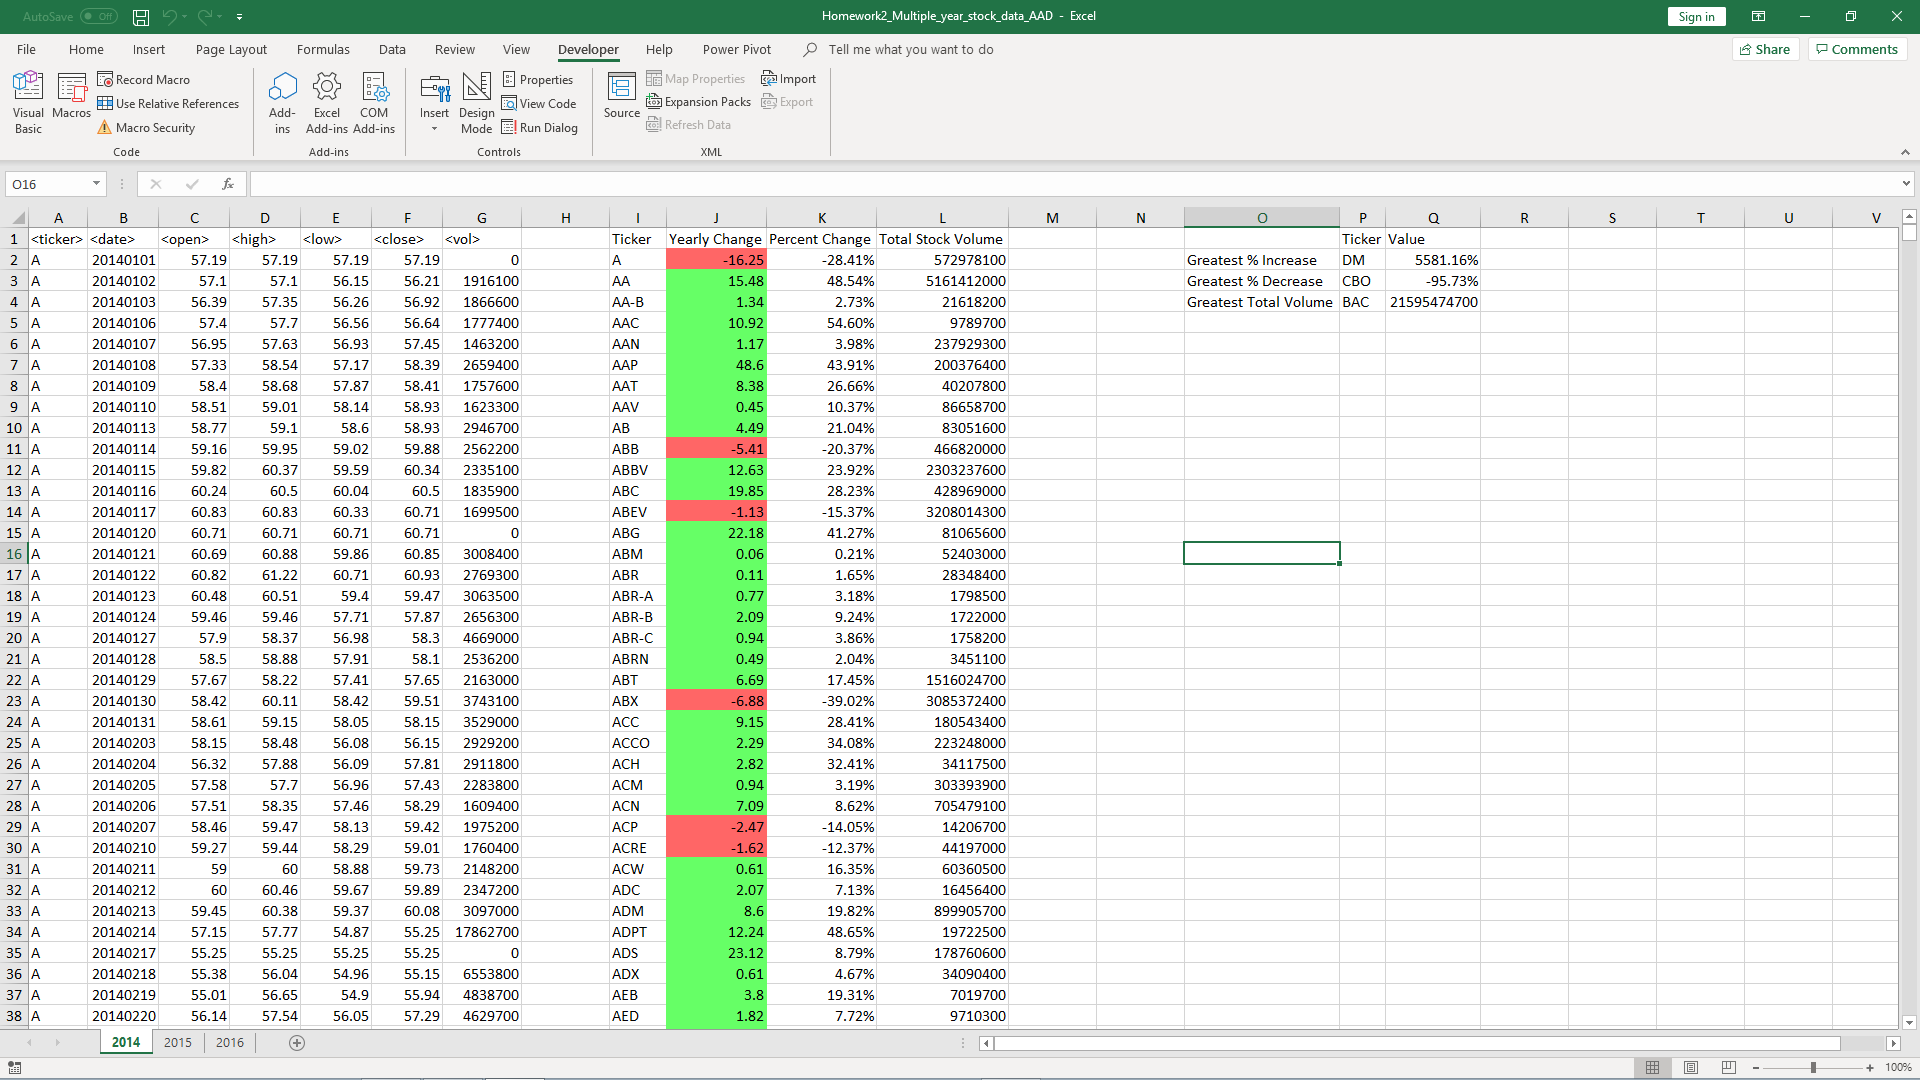 AutoSave Off Homework2_Multiple_year_stock_data_AAD - Excel Sign in
File Home Insert Page Layout Formulas Data Review View Developer Help Power Pivot Tell me what you want to do Share Comments
Visual Basic
Macros
Record Macro
Use Relative References
Macro Security
Code
Add-ins
Excel Add-ins
COM Add-ins
Add-ins
Insert
Design Mode
Properties
View Code
Run Dialog
Controls
Source
Map Properties
Expansion Packs
Refresh Data
Import
Export
XML
O16 fx
A B C D E F G H I J K L M N O P Q R S T U V
1 <ticker> <date> <open> <high> <low> <close> <vol> Ticker Yearly Change Percent Change Total Stock Volume Ticker Value
2 A 20140101 57.19 57.19 57.19 57.19 0 A -16.25 -28.41% 572978100 Greatest % Increase DM 5581.16%
3 A 20140102 57.1 57.1 56.15 56.21 1916100 AA 15.48 48.54% 5161412000 Greatest % Decrease CBO -95.73%
4 A 20140103 56.39 57.35 56.26 56.92 1866600 AA-B 1.34 2.73% 21618200 Greatest Total Volume BAC 21595474700
5 A 20140106 57.4 57.7 56.56 56.64 1777400 AAC 10.92 54.60% 9789700
6 A 20140107 56.95 57.63 56.93 57.45 1463200 AAN 1.17 3.98% 237929300
7 A 20140108 57.33 58.54 57.17 58.39 2659400 AAP 48.6 43.91% 200376400
8 A 20140109 58.4 58.68 57.87 58.41 1757600 AAT 8.38 26.66% 40207800
9 A 20140110 58.51 59.01 58.14 58.93 1623300 AAV 0.45 10.37% 86658700
10 A 20140113 58.77 59.1 58.6 58.93 2946700 AB 4.49 21.04% 83051600
11 A 20140114 59.16 59.95 59.02 59.88 2562200 ABB -5.41 -20.37% 466820000
12 A 20140115 59.82 60.37 59.59 60.34 2335100 ABBV 12.63 23.92% 2303237600
13 A 20140116 60.24 60.5 60.04 60.5 1835900 ABC 19.85 28.23% 428969000
14 A 20140117 60.83 60.83 60.33 60.71 1699500 ABEV -1.13 -15.37% 3208014300
15 A 20140120 60.71 60.71 60.71 60.71 0 ABG 22.18 41.27% 81065600
16 A 20140121 60.69 60.88 59.86 60.85 3008400 ABM 0.06 0.21% 52403000
17 A 20140122 60.82 61.22 60.71 60.93 2769300 ABR 0.11 1.65% 28348400
18 A 20140123 60.48 60.51 59.4 59.47 3063500 ABR-A 0.77 3.18% 1798500
19 A 20140124 59.46 59.46 57.71 57.87 2656300 ABR-B 2.09 9.24% 1722000
20 A 20140127 57.9 58.37 56.98 58.3 4669000 ABR-C 0.94 3.86% 1758200
21 A 20140128 58.5 58.88 57.91 58.1 2536200 ABRN 0.49 2.04% 3451100
22 A 20140129 57.67 58.22 57.41 57.65 2163000 ABT 6.69 17.45% 1516024700
23 A 20140130 58.42 60.11 58.42 59.51 3743100 ABX -6.88 -39.02% 3085372400
24 A 20140131 58.61 59.15 58.05 58.15 3529000 ACC 9.15 28.41% 180543400
25 A 20140203 58.15 58.48 56.08 56.15 2929200 ACCO 2.29 34.08% 223248000
26 A 20140204 56.32 57.88 56.09 57.81 2911800 ACH 2.82 32.41% 34117500
27 A 20140205 57.58 57.7 56.96 57.43 2283800 ACM 0.94 3.19% 303393900
28 A 20140206 57.51 58.35 57.46 58.29 1609400 ACN 7.09 8.62% 705479100
29 A 20140207 58.46 59.47 58.13 59.42 1975200 ACP -2.47 -14.05% 14206700
30 A 20140210 59.27 59.44 58.29 59.01 1760400 ACRE -1.62 -12.37% 44197000
31 A 20140211 59 60 58.88 59.73 2148200 ACW 0.61 16.35% 60360500
32 A 20140212 60 60.46 59.67 59.89 2347200 ADC 2.07 7.13% 16456400
33 A 20140213 59.45 60.38 59.37 60.08 3097000 ADM 8.6 19.82% 899905700
34 A 20140214 57.15 57.77 54.87 55.25 17862700 ADPT 12.24 48.65% 19722500
35 A 20140217 55.25 55.25 55.25 55.25 0 ADS 23.12 8.79% 178760600
36 A 20140218 55.38 56.04 54.96 55.15 6553800 ADX 0.61 4.67% 34090400
37 A 20140219 55.01 56.65 54.9 55.94 4838700 AEB 3.8 19.31% 7019700
38 A 20140220 56.14 57.54 56.05 57.29 4629700 AED 1.82 7.72% 9710300
2014 2015 2016
100%